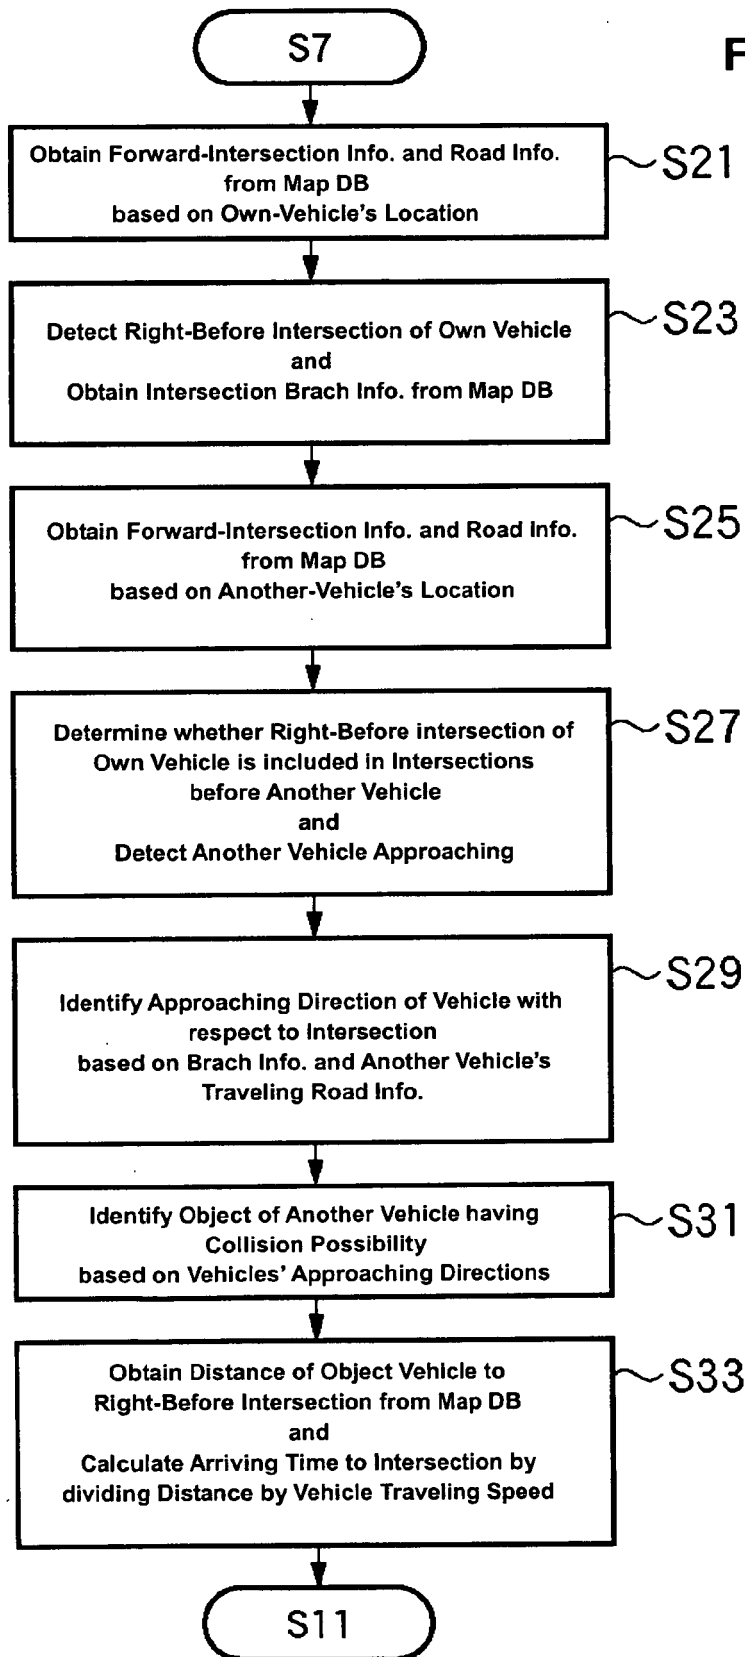 S7
F
Obtain Forward-Intersection Info. and Road Info.
from Map DB
based on Own-Vehicle's Location
S21
Detect Right-Before Intersection of Own Vehicle
and
Obtain Intersection Brach Info. from Map DB
S23
Obtain Forward-Intersection Info. and Road Info.
from Map DB
based on Another-Vehicle's Location
S25
Determine whether Right-Before intersection of
Own Vehicle is included in Intersections
before Another Vehicle
and
Detect Another Vehicle Approaching
S27
Identify Approaching Direction of Vehicle with
respect to Intersection
based on Brach Info. and Another Vehicle's
Traveling Road Info.
S29
Identify Object of Another Vehicle having
Collision Possibility
based on Vehicles' Approaching Directions
S31
Obtain Distance of Object Vehicle to
Right-Before Intersection from Map DB
and
Calculate Arriving Time to Intersection by
dividing Distance by Vehicle Traveling Speed
S33
S11